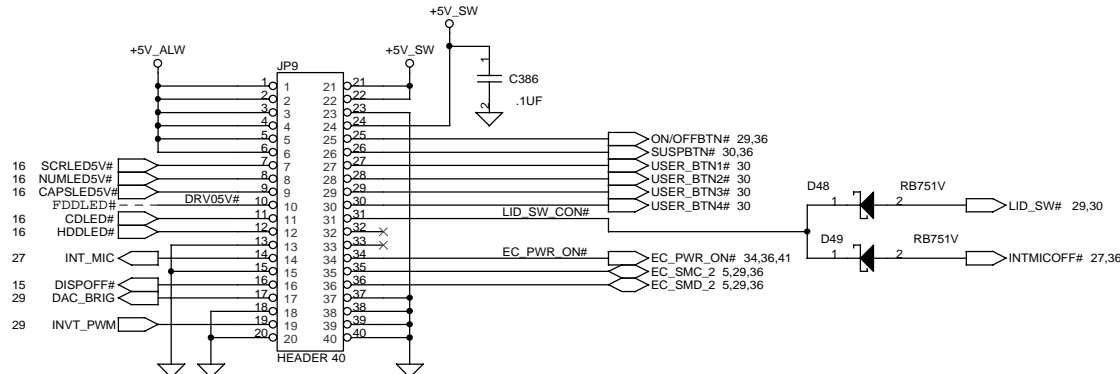 +5V_SW
+5V_ALW
+5V_SW
JP9
C386
.1UF
1
2
1 1 21 21
2 2 22 22
3 3 23 23
4 4 24 24
5 5 25 25 ON/OFFBTN# 29,36
6 6 26 26 SUSPBTN# 30,36
16 SCRLED5V# 7 7 27 27 USER_BTN1# 30
16 NUMLED5V# 8 8 28 28 USER_BTN2# 30
16 CAPSLED5V# 9 9 29 29 USER_BTN3# 30
FDDLED# DRV05V# 10 10 30 30 USER_BTN4# 30
16 CDLED# 11 11 31 31 LID_SW_CON#
16 HDDLED# 12 12 32 32
13 13 33 33
27 INT_MIC 14 14 34 34 EC_PWR_ON# EC_PWR_ON# 34,36,41
15 15 35 35 EC_SMC_2 5,29,36
15 DISPOFF# 16 16 36 36 EC_SMD_2 5,29,36
29 DAC_BRIG 17 17 37 37
18 18 38 38
29 INVT_PWM 19 19 39 39
20 20 40 40
HEADER 40
D48 RB751V
1 2 LID_SW# 29,30
D49 RB751V
1 2 INTMICOFF# 27,36